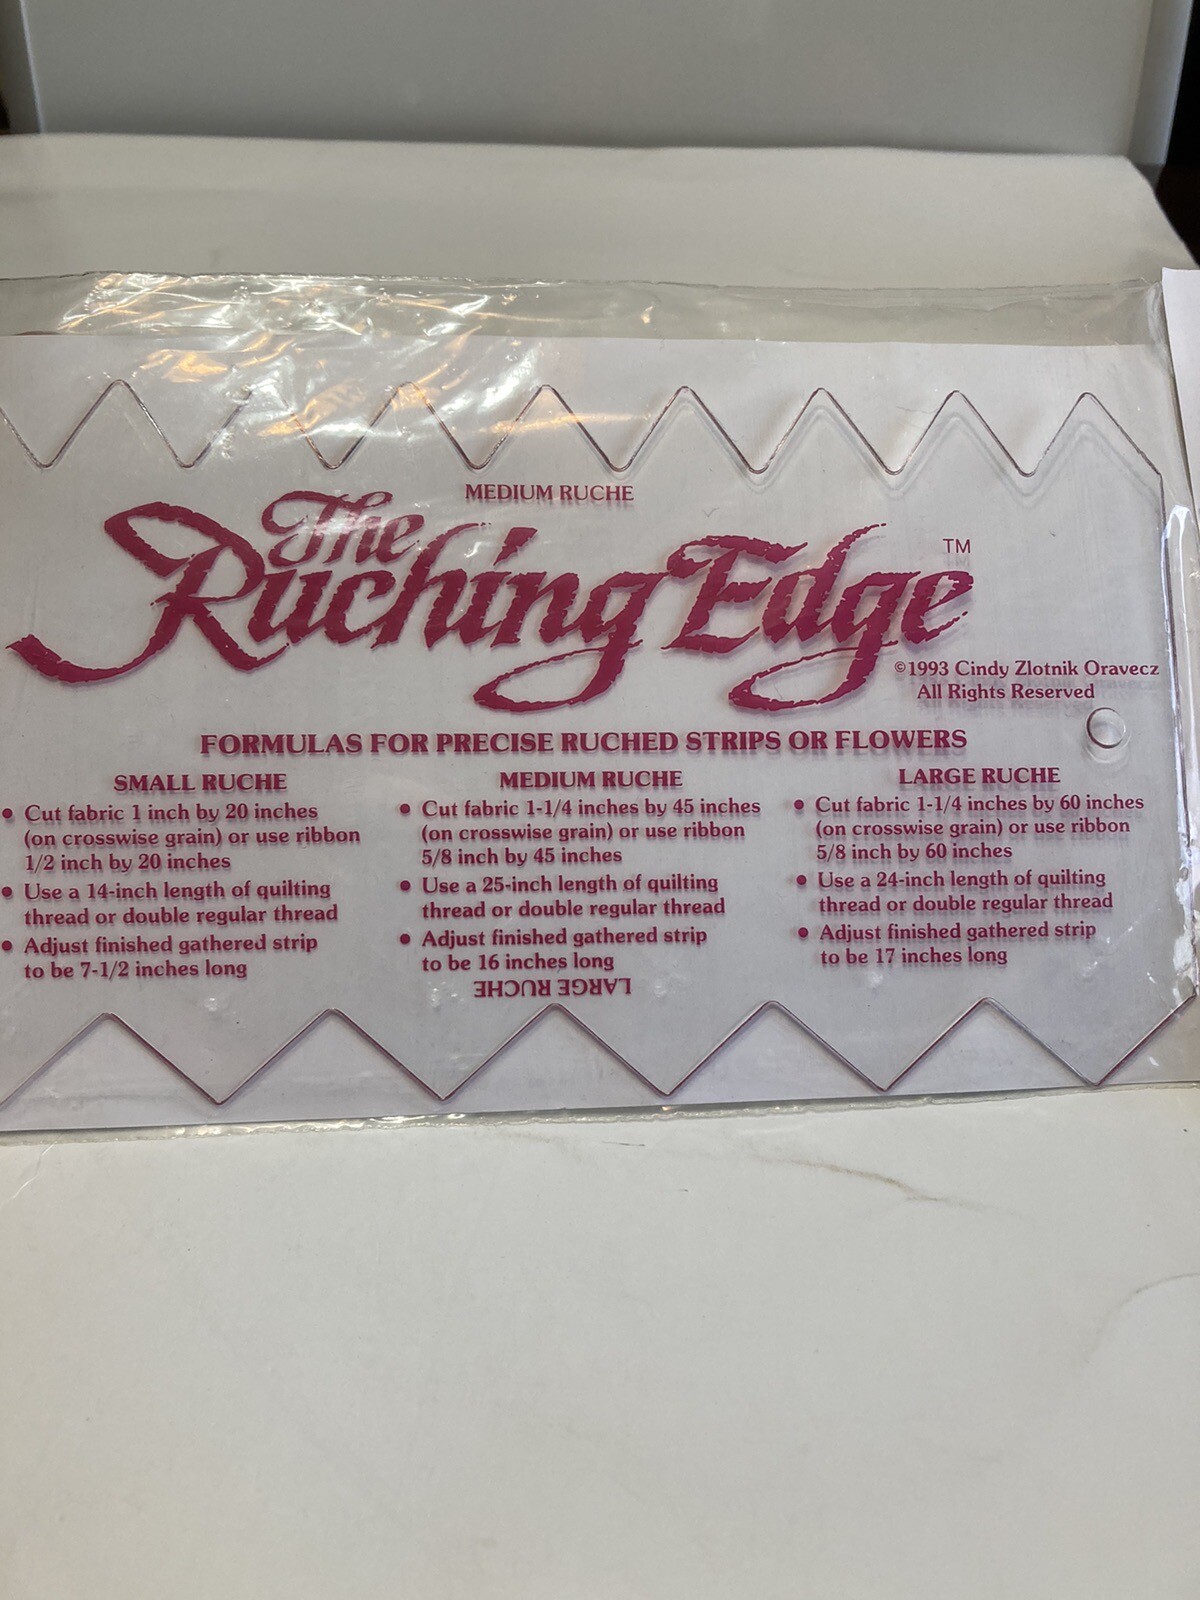 MEDIUM RUCHE
The
Ruching Edge™
©1993 Cindy Zlotnik Oravecz
All Rights Reserved
FORMULAS FOR PRECISE RUCHED STRIPS OR FLOWERS
SMALL RUCHE
• Cut fabric 1 inch by 20 inches
(on crosswise grain) or use ribbon
1/2 inch by 20 inches
• Use a 14-inch length of quilting
thread or double regular thread
• Adjust finished gathered strip
to be 7-1/2 inches long
MEDIUM RUCHE
• Cut fabric 1-1/4 inches by 45 inches
(on crosswise grain) or use ribbon
5/8 inch by 45 inches
• Use a 25-inch length of quilting
thread or double regular thread
• Adjust finished gathered strip
to be 16 inches long
LARGE RUCHE
• Cut fabric 1-1/4 inches by 60 inches
(on crosswise grain) or use ribbon
5/8 inch by 60 inches
• Use a 24-inch length of quilting
thread or double regular thread
• Adjust finished gathered strip
to be 17 inches long
LARGE RUCHE